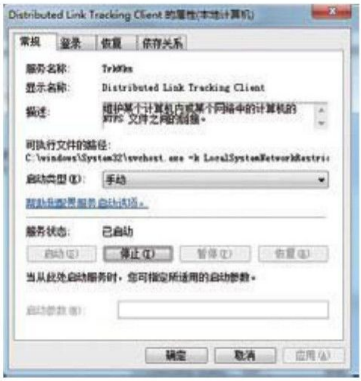 Distributed Link Tracking Client 的属性(本地计算机)
常规 登录 恢复 依存关系
服务名称: TrkWks
显示名称: Distributed Link Tracking Client
描述: 维护某个计算机内或某个网络中的计算机的
NTFS 文件之间的链接。
可执行文件的路径:
C:\windows\System32\svchost.exe -k LocalSystemNetworkRestric
启动类型(E): 手动
帮助我配置服务启动选项。
服务状态: 已启动
启动(S) 停止(T) 暂停(P) 恢复(R)
当从此处启动服务时，您可指定所适用的启动参数。
启动参数(M):
确定 取消 应用(A)